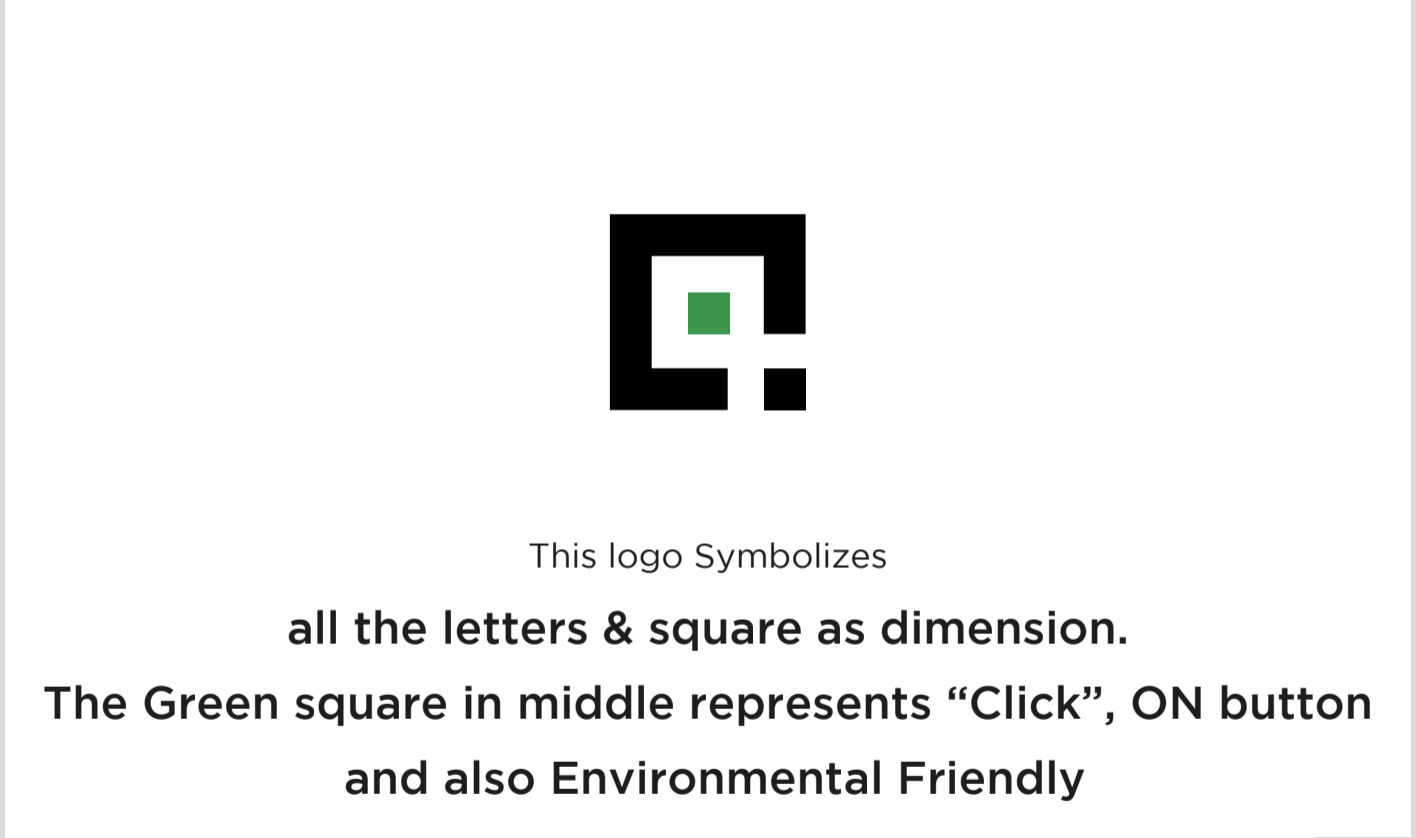 This logo Symbolizes
all the letters & square as dimension.
The Green square in middle represents “Click”, ON button
and also Environmental Friendly